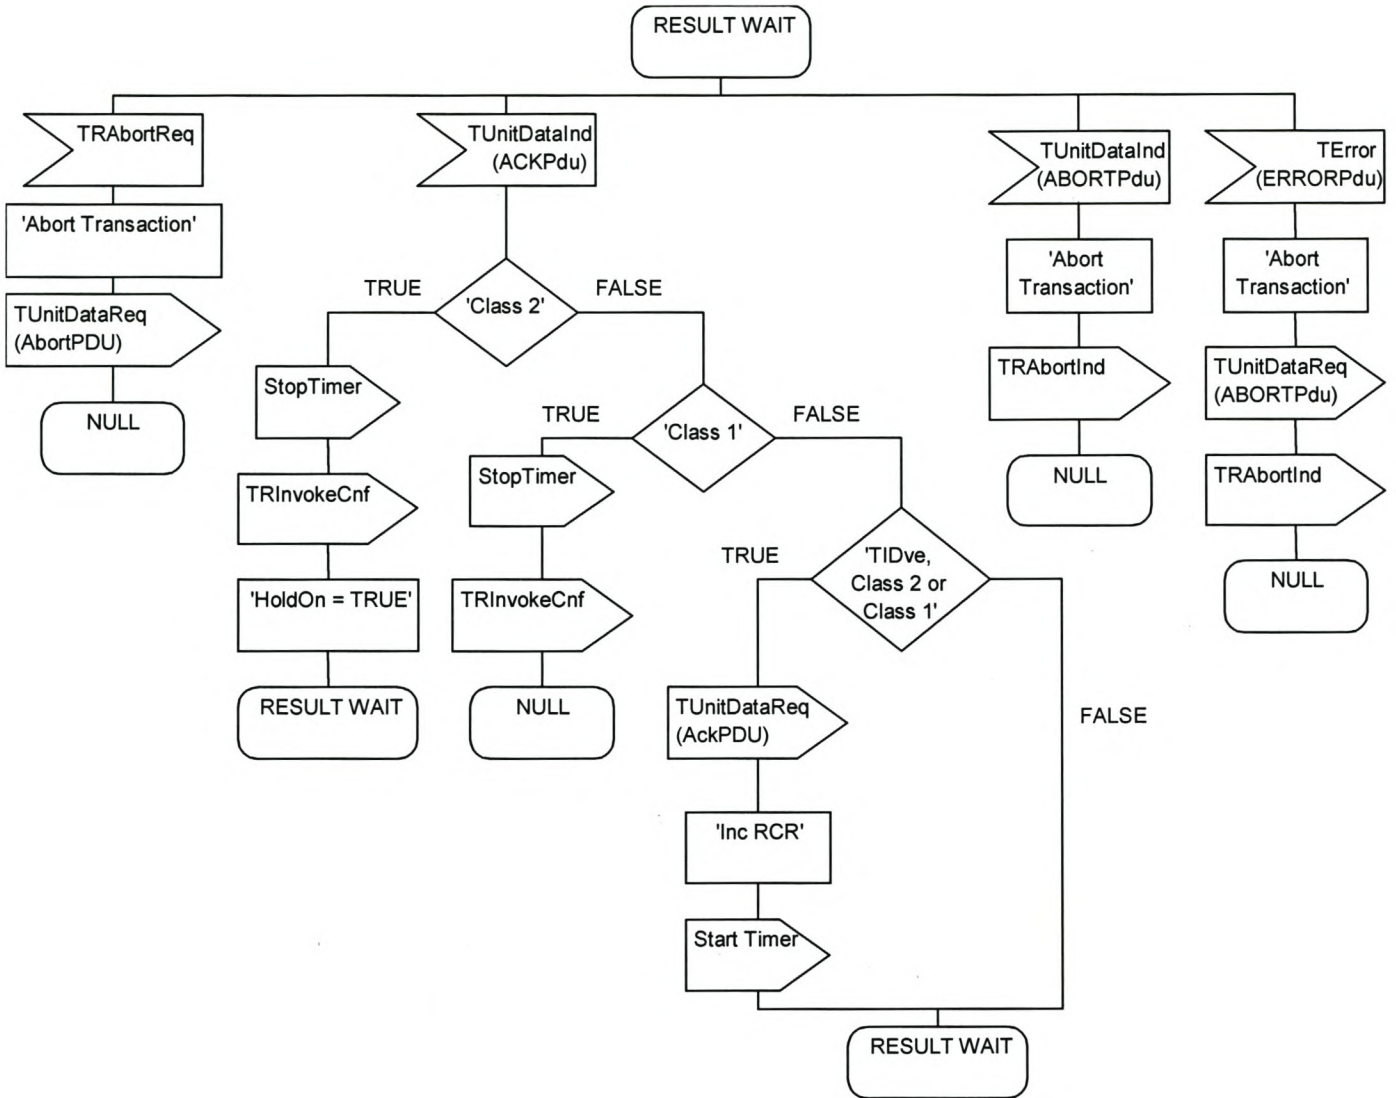 RESULT WAIT
TRAbortReq
'Abort Transaction'
TUnitDataReq
(AbortPDU)
NULL
TUnitDataInd
(ACKPdu)
'Class 2'
TRUE
FALSE
StopTimer
TRInvokeCnf
'HoldOn = TRUE'
RESULT WAIT
'Class 1'
TRUE
FALSE
StopTimer
TRInvokeCnf
NULL
'TIDve,
Class 2 or
Class 1'
TRUE
FALSE
TUnitDataReq
(AckPDU)
'Inc RCR'
Start Timer
RESULT WAIT
TUnitDataInd
(ABORTPdu)
'Abort
Transaction'
TRAbortInd
NULL
TError
(ERRORPdu)
'Abort
Transaction'
TUnitDataReq
(ABORTPdu)
TRAbortInd
NULL